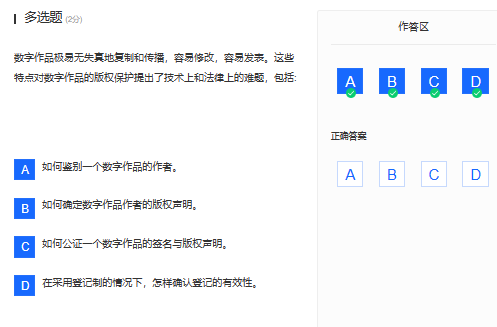 多选题 (2分)
数字作品极易无失真地复制和传播，容易修改，容易发表。这些
特点对数字作品的版权保护提出了技术上和法律上的难题，包括:
A 如何鉴别一个数字作品的作者。
B 如何确定数字作品作者的版权声明。
C 如何公证一个数字作品的签名与版权声明。
D 在采用登记制的情况下，怎样确认登记的有效性。
作答区
A B C D
正确答案
A B C D